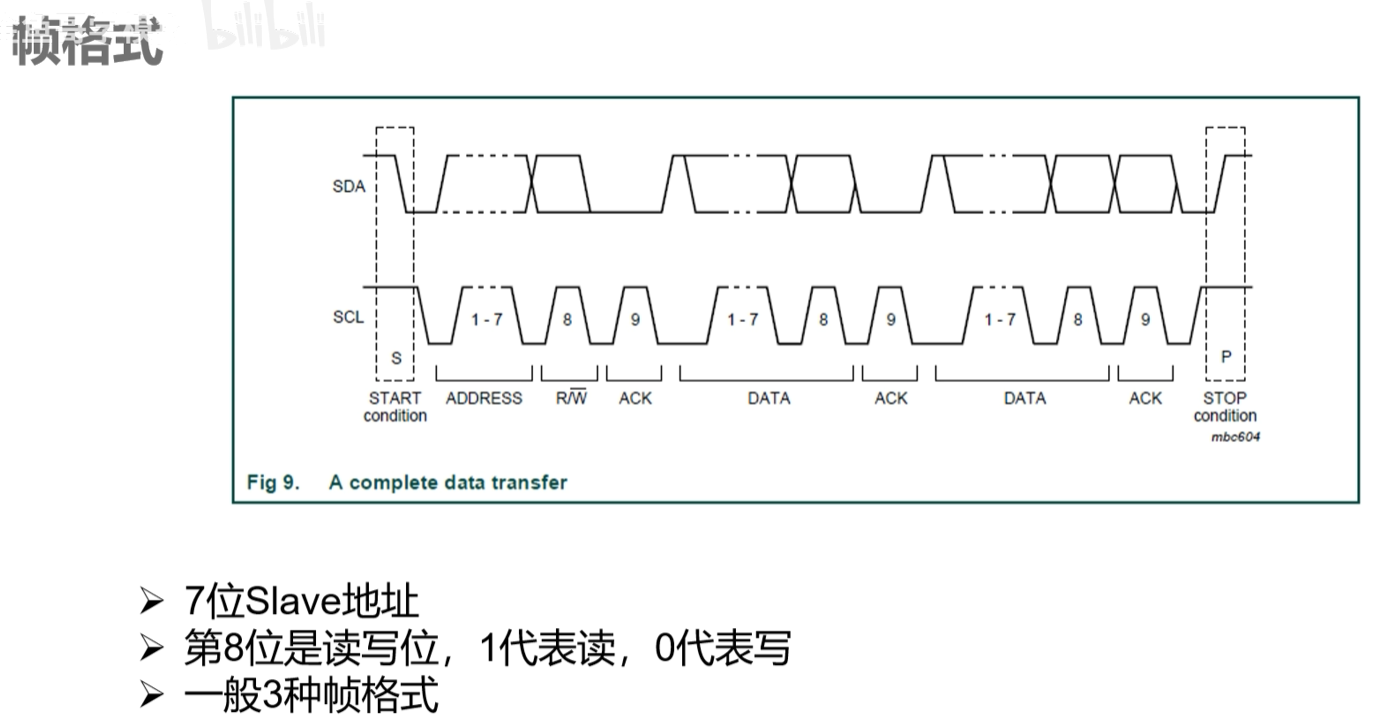 帧格式
bilibili
SDA
SCL
1 - 7
8
9
1 - 7
8
9
1 - 7
8
9
S
P
START
condition
ADDRESS
R/W̅
ACK
DATA
ACK
DATA
ACK
STOP
condition
mbc604
Fig 9. A complete data transfer
➢ 7位Slave地址
➢ 第8位是读写位，1代表读，0代表写
➢ 一般3种帧格式